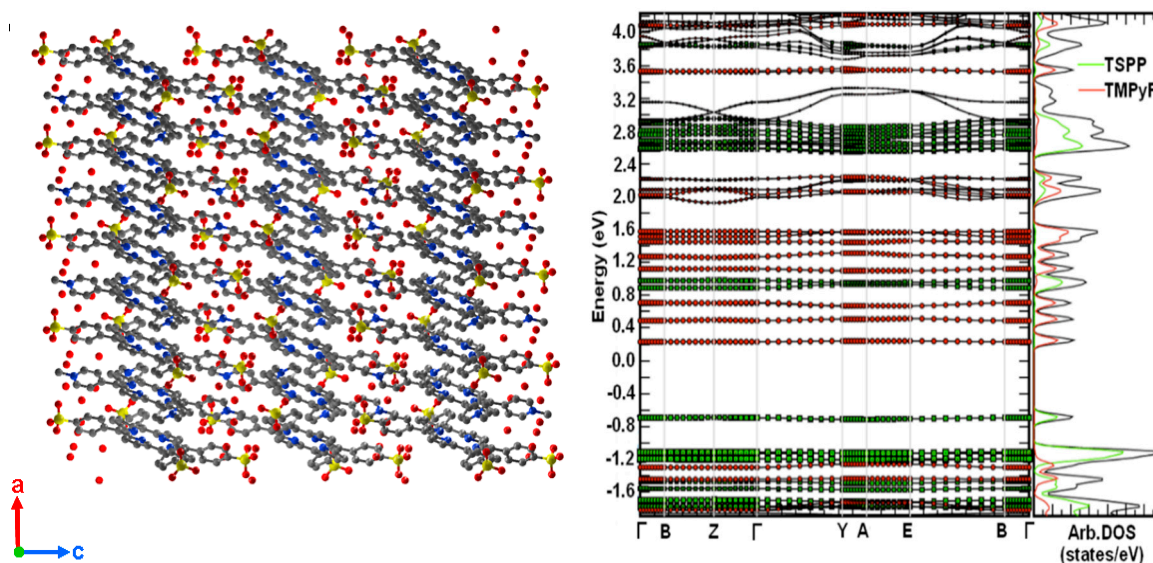 a
c
Energy (eV)
4.0
3.6
3.2
2.8
2.4
2.0
1.6
1.2
0.8
0.4
0.0
-0.4
-0.8
-1.2
-1.6
Γ B Z Γ Y A E B Γ
TSPP
TMPyP
Arb.DOS
(states/eV)